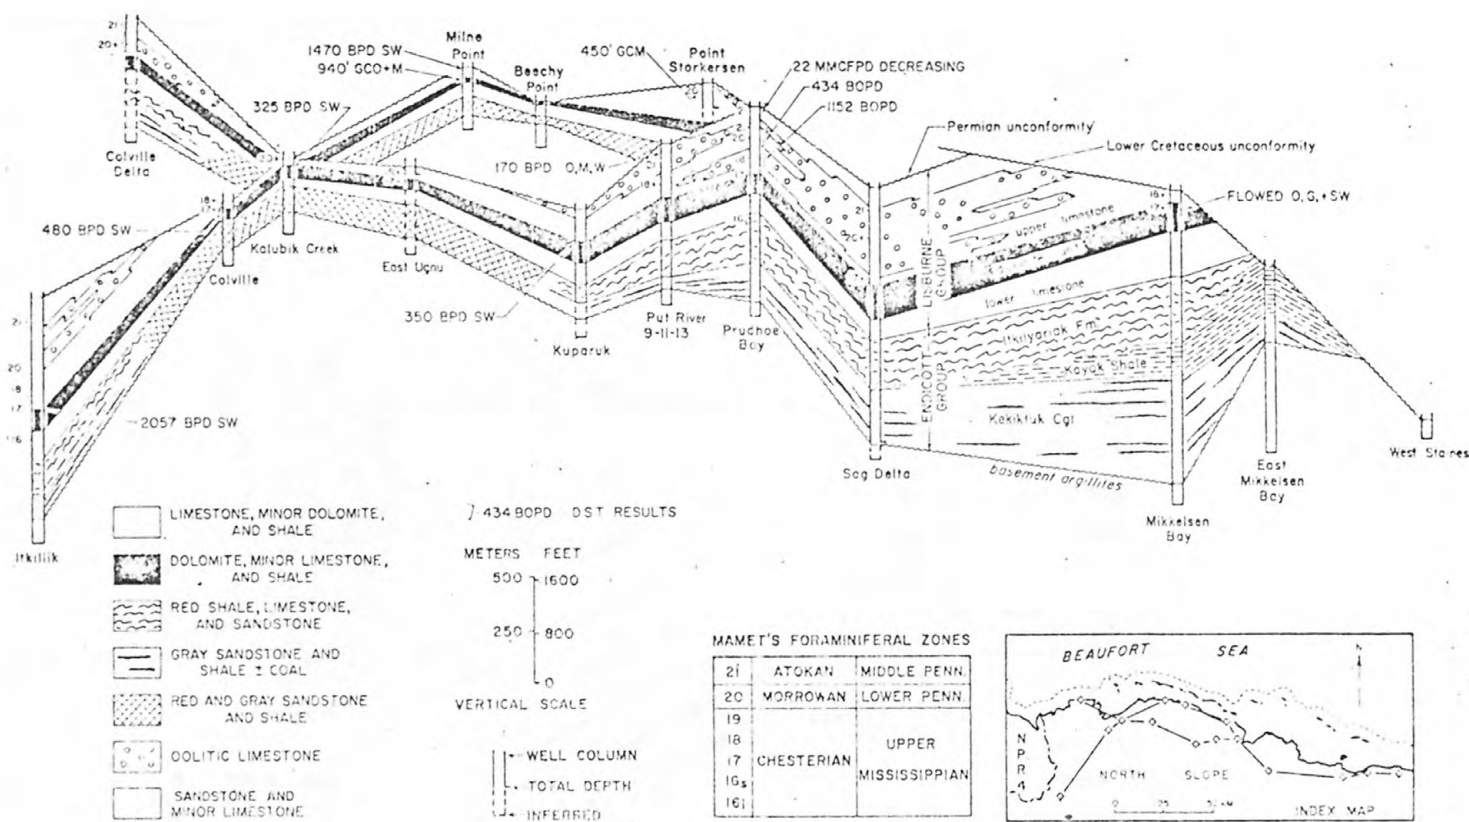 21
20+
Colville
Delta
325 BPD SW
1470 BPD SW
940' GCO+M
Milne
Point
Beechy
Point
450' GCM
Point
Storkersen
22 MMCFPD DECREASING
434 BOPD
1152 BOPD
Permian unconformity
Lower Cretaceous unconformity
FLOWED O,G,+SW
170 BPD O,M,W
480 BPD SW
Kalubik Creek
Colville
East Ugnu
350 BPD SW
Kuparuk
Put River
9-11-13
Prudhoe
Bay
LISBURNE
GROUP
ENDICOTT
GROUP
upper limestone
lower limestone
Itkilyariak Fm.
Kayak Shale
Kekiktuk Cgl
basement argillites
Sag Delta
Mikkelsen
Bay
East
Mikkelsen
Bay
West Staines
21
20
18
17
16
2057 BPD SW
Itkillik
LIMESTONE, MINOR DOLOMITE,
AND SHALE
DOLOMITE, MINOR LIMESTONE,
AND SHALE
RED SHALE, LIMESTONE,
AND SANDSTONE
GRAY SANDSTONE AND
SHALE ± COAL
RED AND GRAY SANDSTONE
AND SHALE
OOLITIC LIMESTONE
SANDSTONE AND
MINOR LIMESTONE
434 BOPD DST RESULTS
METERS FEET
500 1600
250 800
0
VERTICAL SCALE
WELL COLUMN
TOTAL DEPTH
INFERRED
MAMET'S FORAMINIFERAL ZONES
21 ATOKAN MIDDLE PENN.
20 MORROWAN LOWER PENN.
19
18 UPPER
17 CHESTERIAN
16s MISSISSIPPIAN
16i
BEAUFORT SEA
N
NPRA
NORTH SLOPE
0 25 50 KM
INDEX MAP